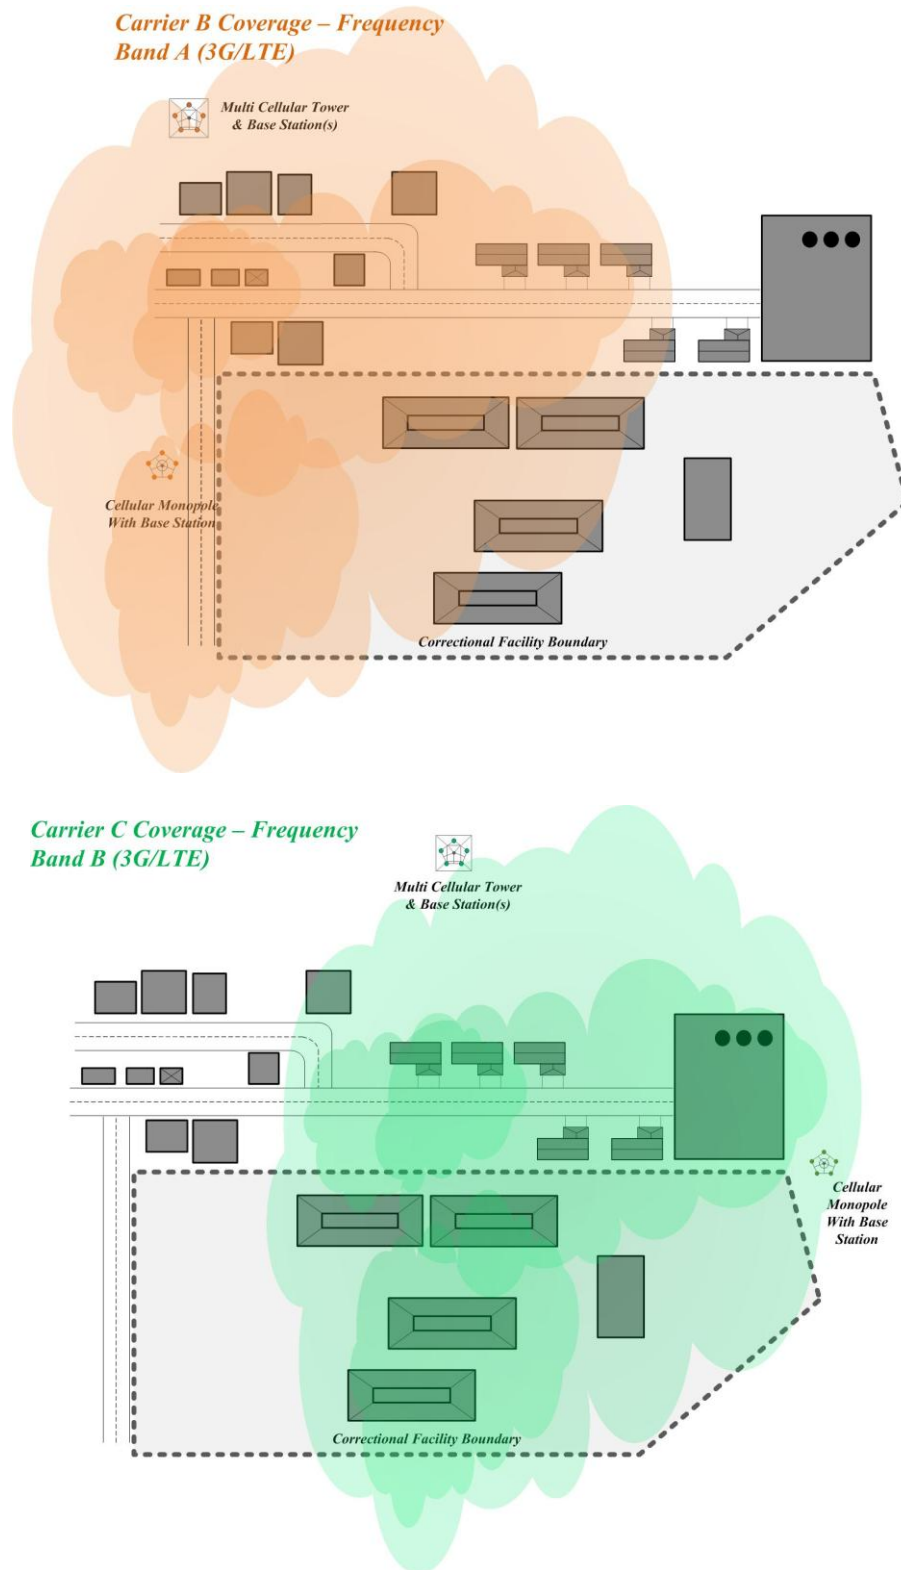 Carrier B Coverage – Frequency
Band A (3G/LTE)
Multi Cellular Tower
& Base Station(s)
Cellular Monopole
With Base Station
Correctional Facility Boundary
Carrier C Coverage – Frequency
Band B (3G/LTE)
Multi Cellular Tower
& Base Station(s)
Cellular
Monopole
With Base
Station
Correctional Facility Boundary